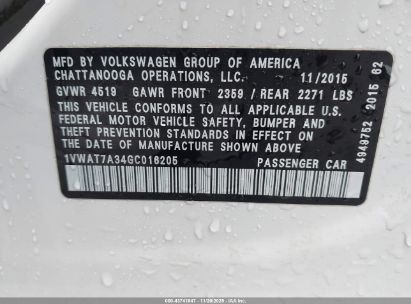 MFD BY VOLKSWAGEN GROUP OF AMERICA
CHATTANOOGA OPERATIONS, LLC. 11/2015
GVWR 4519 GAWR FRONT 2359 / REAR 2271 LBS
THIS VEHICLE CONFORMS TO ALL APPLICABLE U.S.
FEDERAL MOTOR VEHICLE SAFETY, BUMPER AND
THEFT PREVENTION STANDARDS IN EFFECT ON
DATE OF MANUFACTURE SHOWN ABOVE.
1VWAT7A34GC016205 PASSENGER CAR
4949752 2015 62